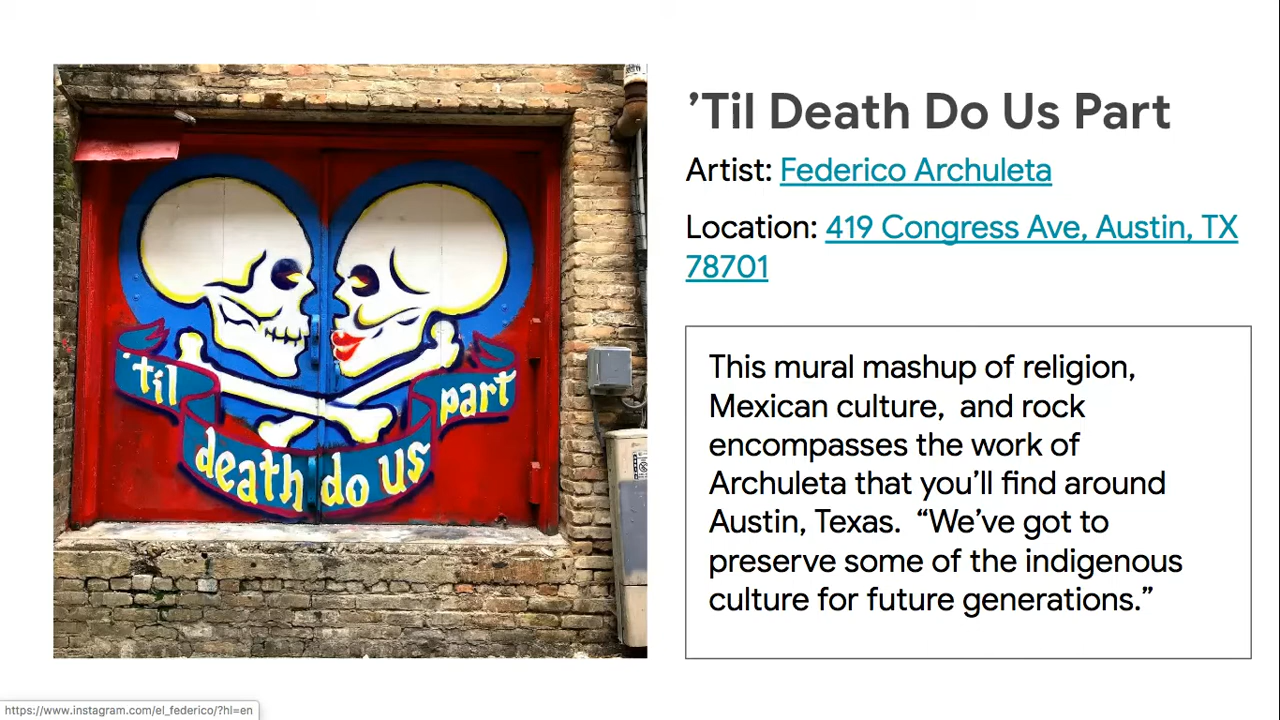 ’Til Death Do Us Part
Artist: Federico Archuleta
Location: 419 Congress Ave, Austin, TX
78701
'til
death do us
part
This mural mashup of religion,
Mexican culture,  and rock
encompasses the work of
Archuleta that you’ll find around
Austin, Texas.  “We’ve got to
preserve some of the indigenous
culture for future generations.”
https://www.instagram.com/el_federico/?hl=en